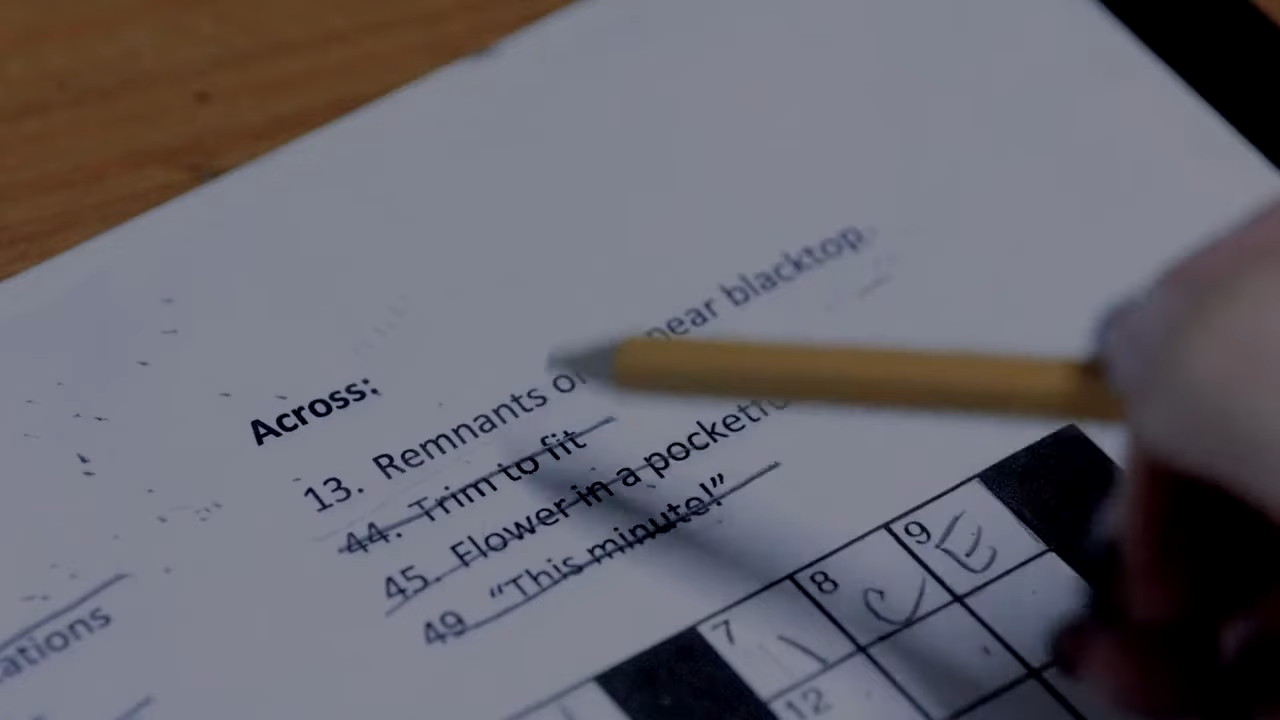 Across:
13. Remnants near blacktop
44. Trim to fit
45. Flower in a
49 “This minute!”
ations
9
E
8
C
7
12